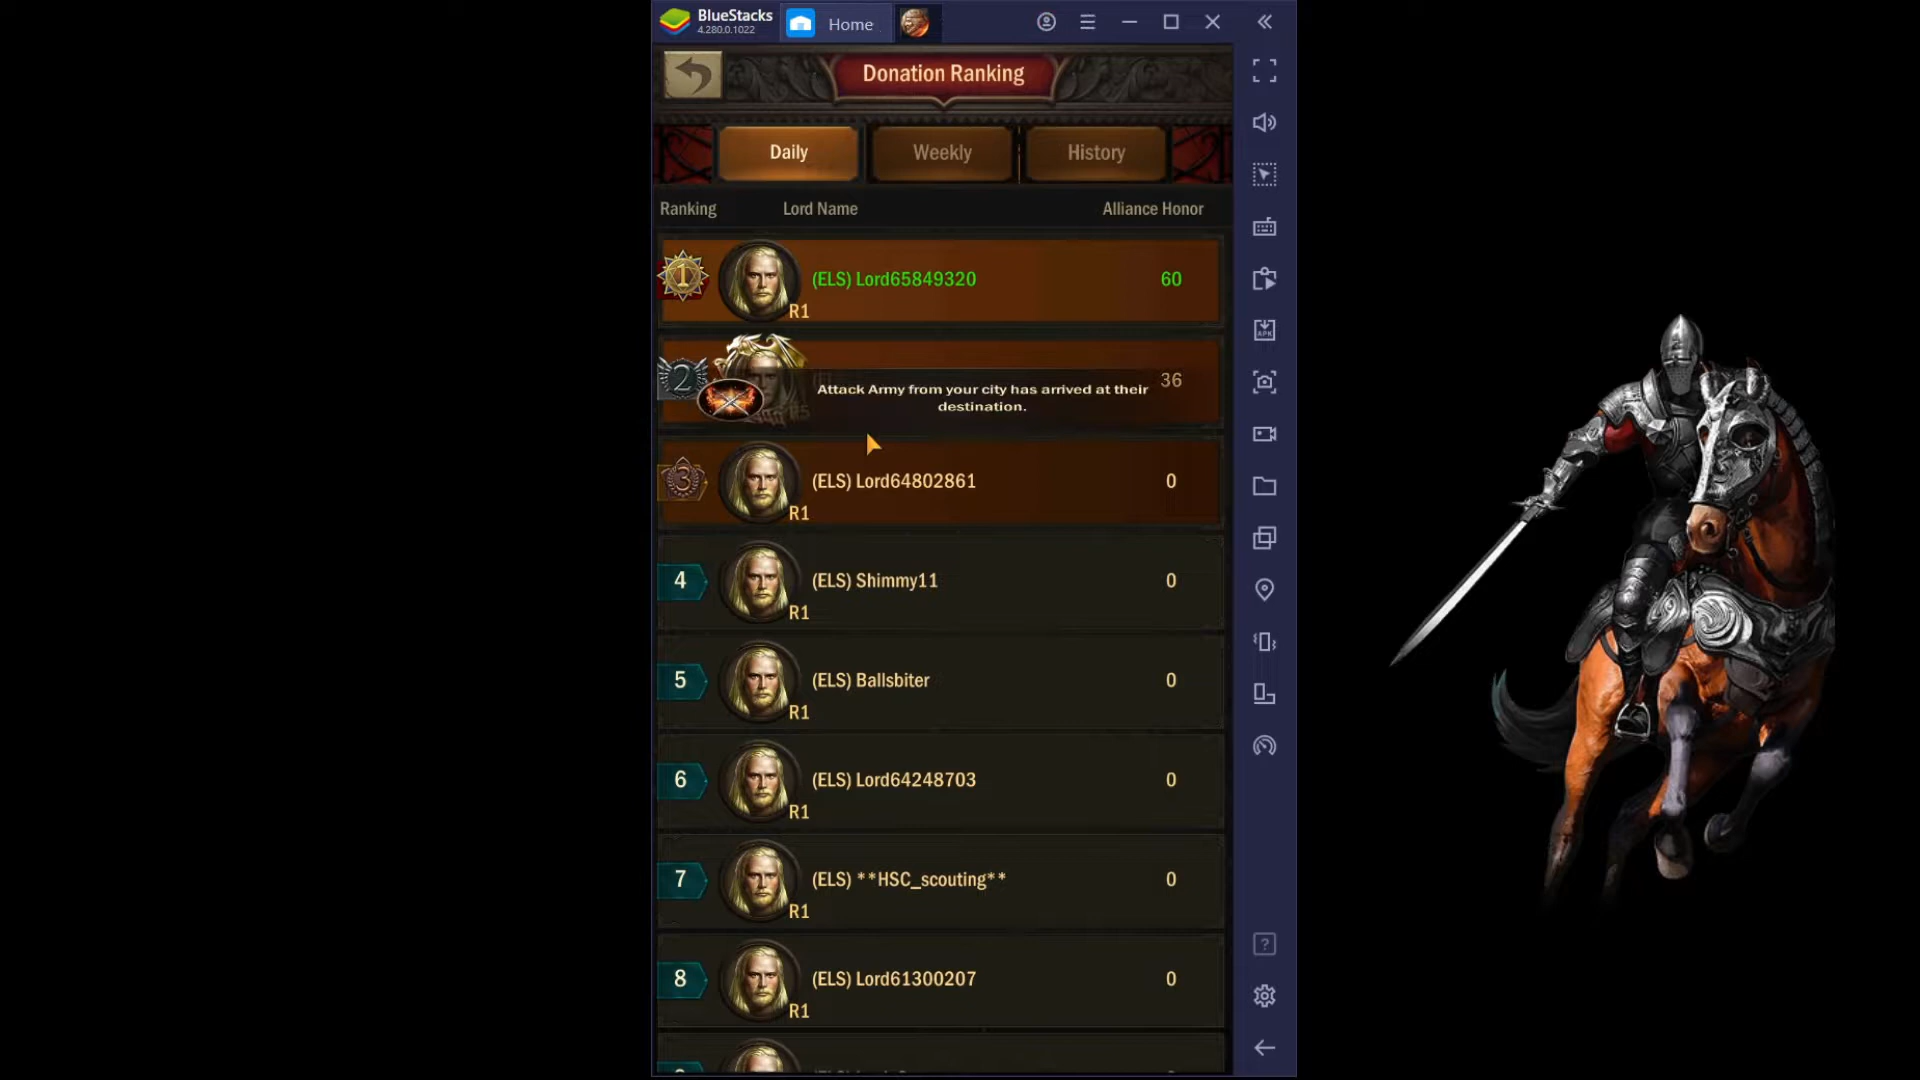 BlueStacks
4.280.0.1022
Home
Donation Ranking
Daily
Weekly
History
Ranking
Lord Name
Alliance Honor
1
(ELS) Lord65849320
60
R1
2
R5
Attack Army from your city has arrived at their
destination.
36
3
(ELS) Lord64802861
0
R1
4
(ELS) Shimmy11
0
R1
5
(ELS) Ballsbiter
0
R1
6
(ELS) Lord64248703
0
R1
7
(ELS) **HSC_scouting**
0
R1
8
(ELS) Lord61300207
0
R1